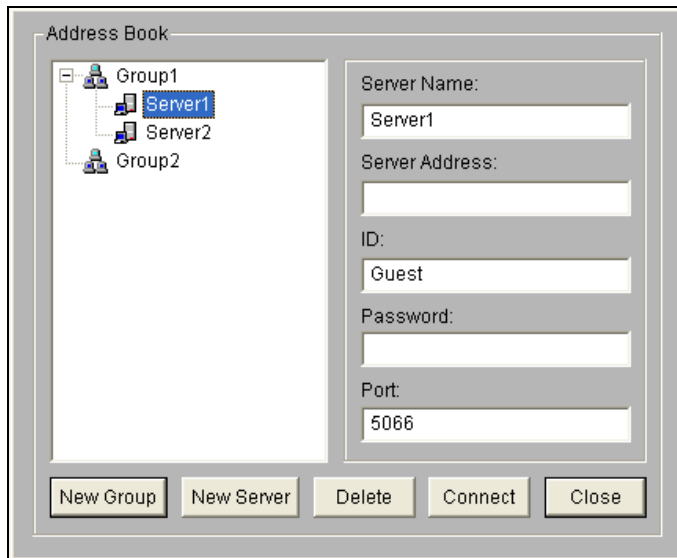 Address Book
Group1
Server1
Server2
Group2
Server Name:
Server1
Server Address:
ID:
Guest
Password:
Port:
5066
New Group New Server Delete Connect Close